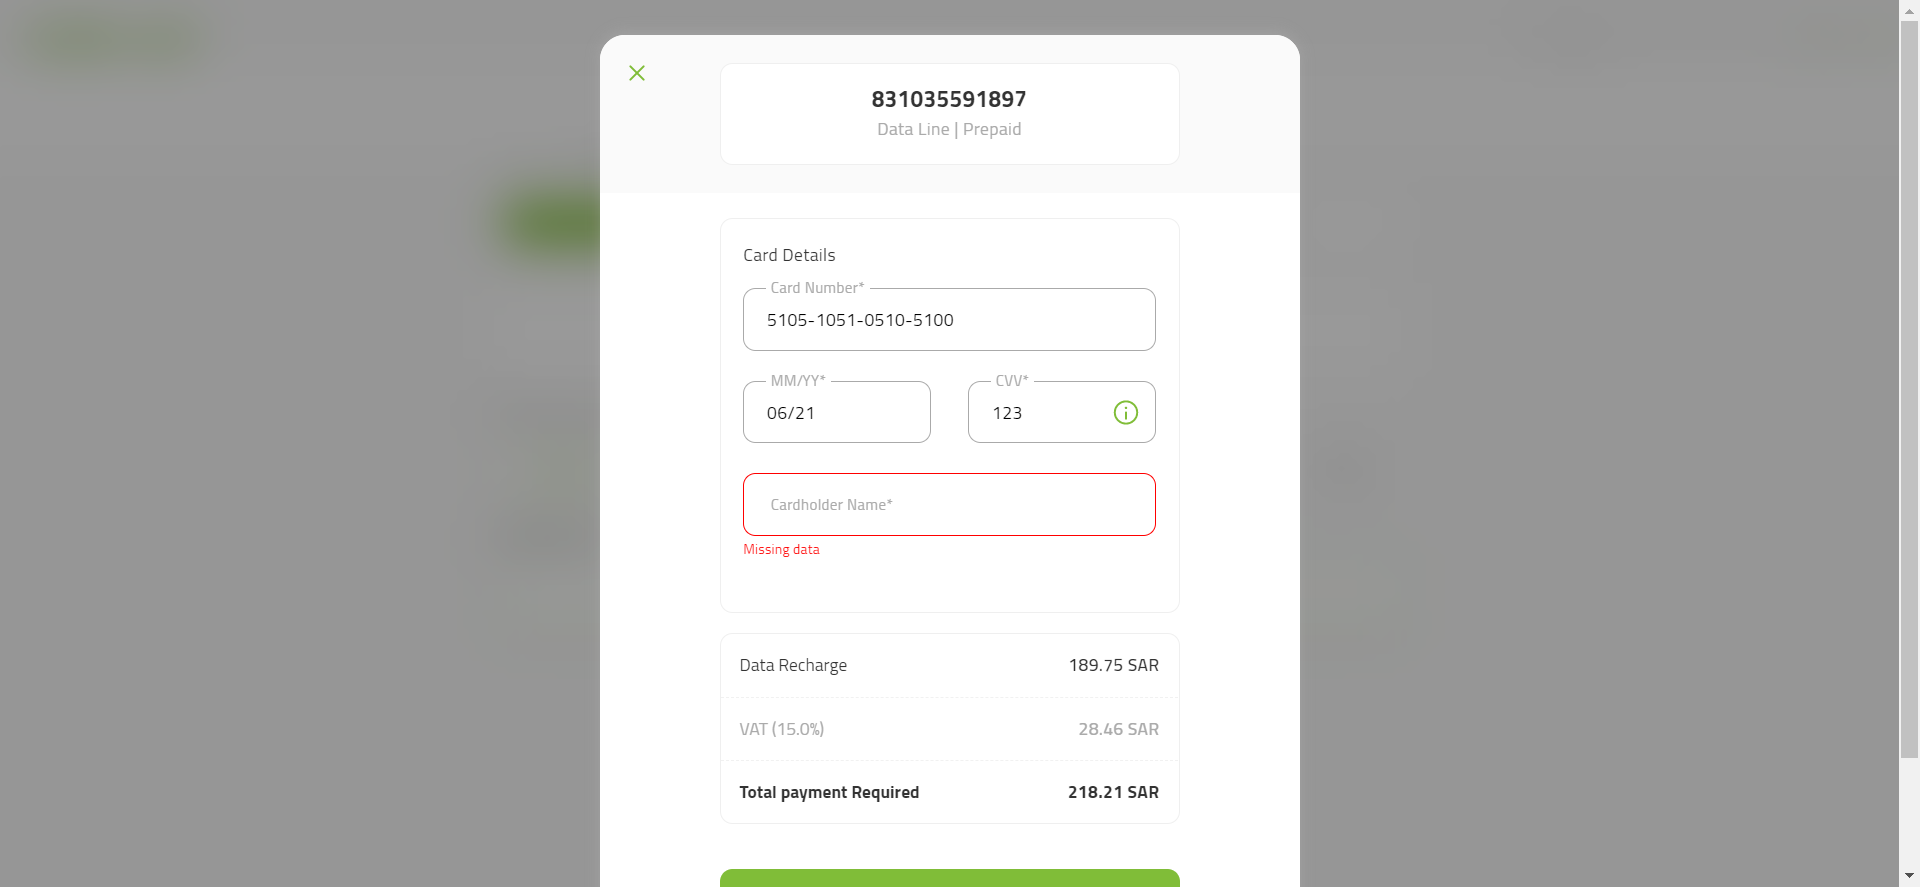 831035591897
Data Line | Prepaid
Card Details
Card Number*
5105-1051-0510-5100
MM/YY*
CVV*
06/21
123
Cardholder Name*
Missing data
Data Recharge
189.75 SAR
VAT (15.0%)
28.46 SAR
Total payment Required
218.21 SAR